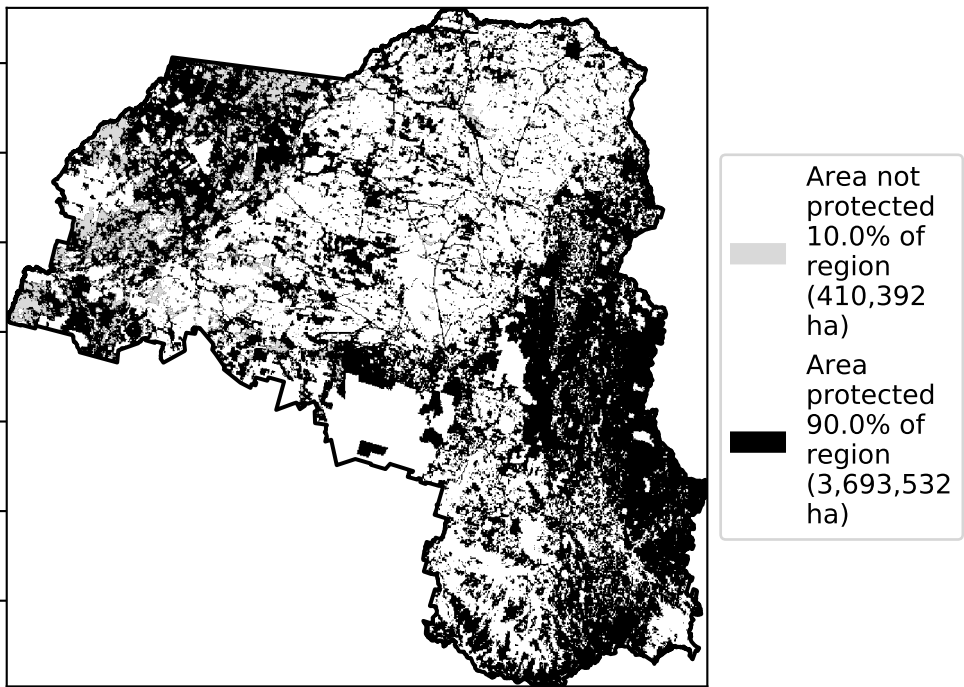 Area not
protected
10.0% of
region
(410,392
ha)
Area
protected
90.0% of
region
(3,693,532
ha)